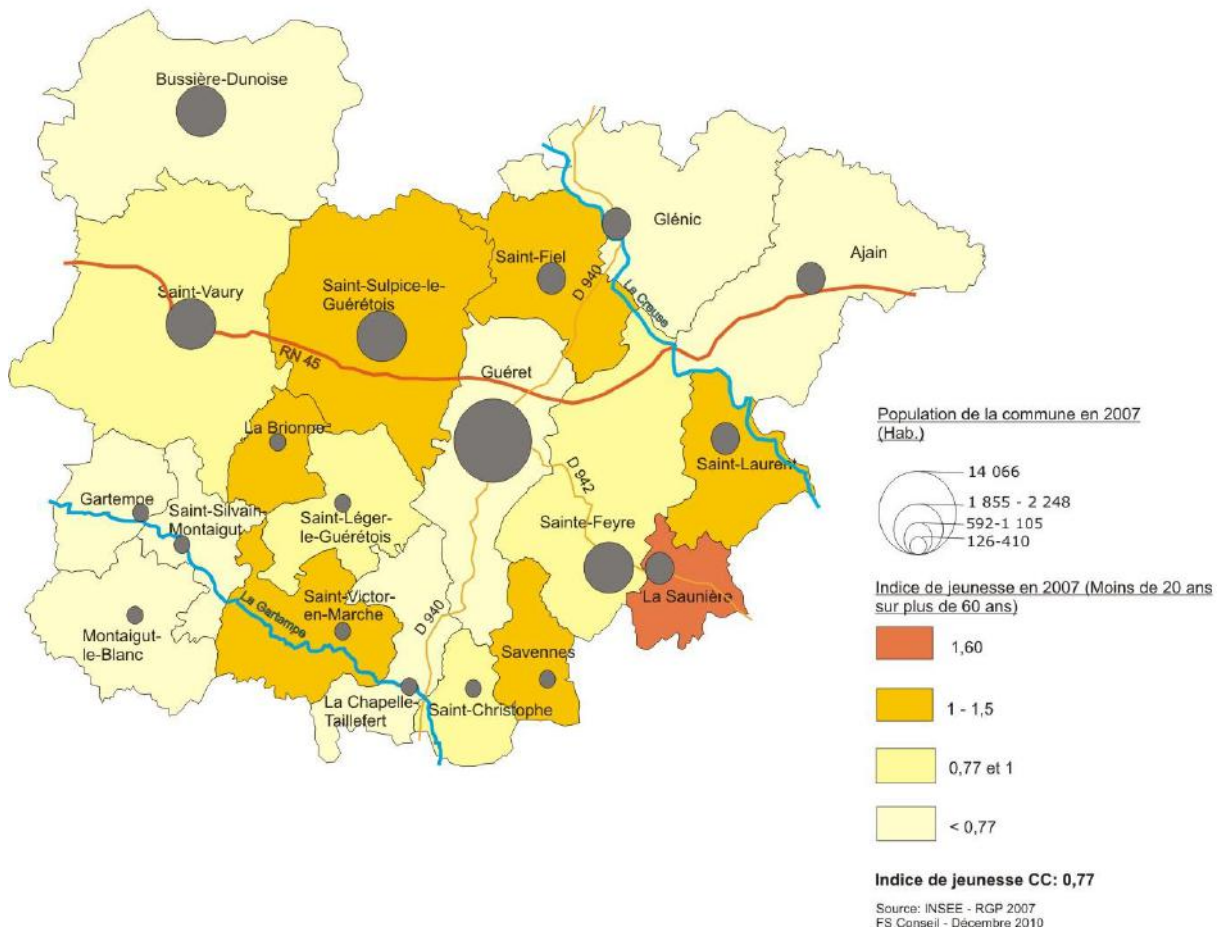 Bussière-Dunoise
Glénic
Ajain
Saint-Fiel
D 940
La Creuse
Saint-Vaury
Saint-Sulpice-le-
Guérétois
RN 45
Guéret
La Brionne
D 942
Saint-Laurent
Gartempe
Saint-Silvain-
Montaigut
Saint-Léger-
le-Guérétois
Sainte-Feyre
La Saunière
La Gartampe
Saint-Victor-
en-Marche
D 940
Montaigut-
le-Blanc
Savennes
La Chapelle-
Taillefert
Saint-Christophe
Population de la commune en 2007
(Hab.)
14 066
1 855 - 2 248
592-1 105
126-410
Indice de jeunesse en 2007 (Moins de 20 ans
sur plus de 60 ans)
1,60
1 - 1,5
0,77 et 1
< 0,77
Indice de jeunesse CC: 0,77
Source: INSEE - RGP 2007
FS Conseil - Décembre 2010